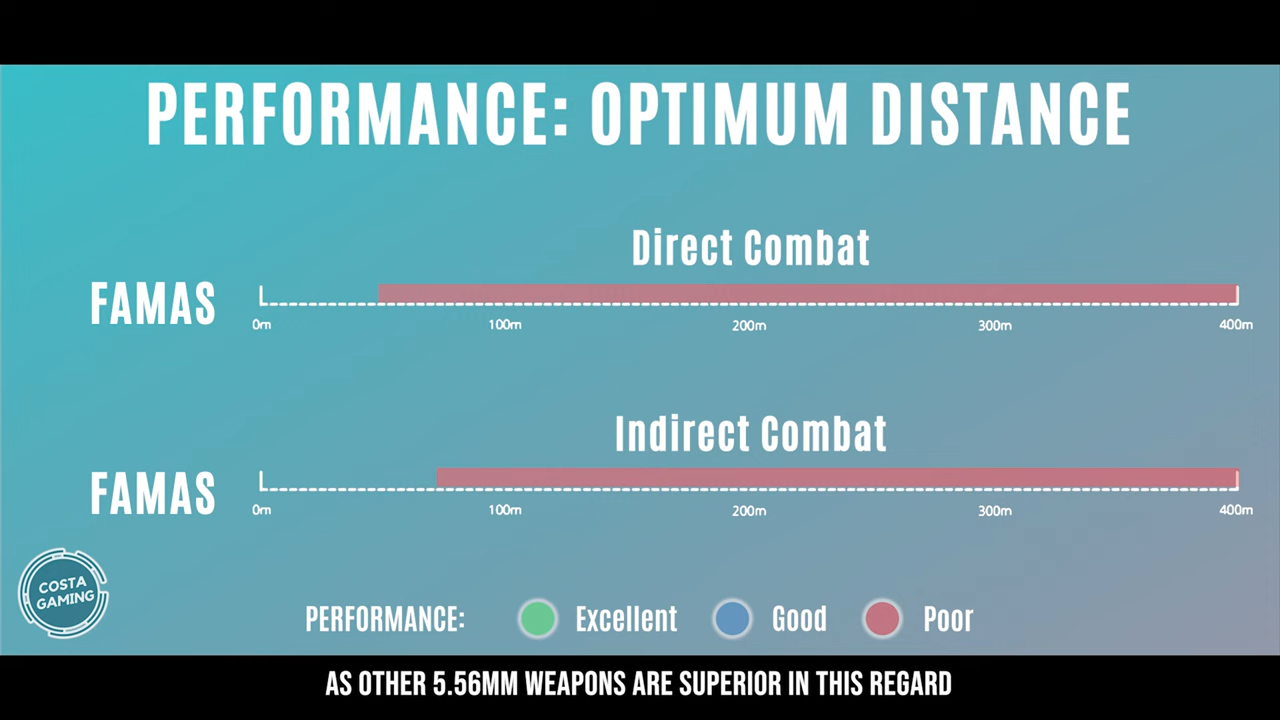 PERFORMANCE: OPTIMUM DISTANCE
Direct Combat
FAMAS
0m 100m 200m 300m 400m
Indirect Combat
FAMAS
0m 100m 200m 300m 400m
COSTA
GAMING
PERFORMANCE: Excellent Good Poor
AS OTHER 5.56MM WEAPONS ARE SUPERIOR IN THIS REGARD